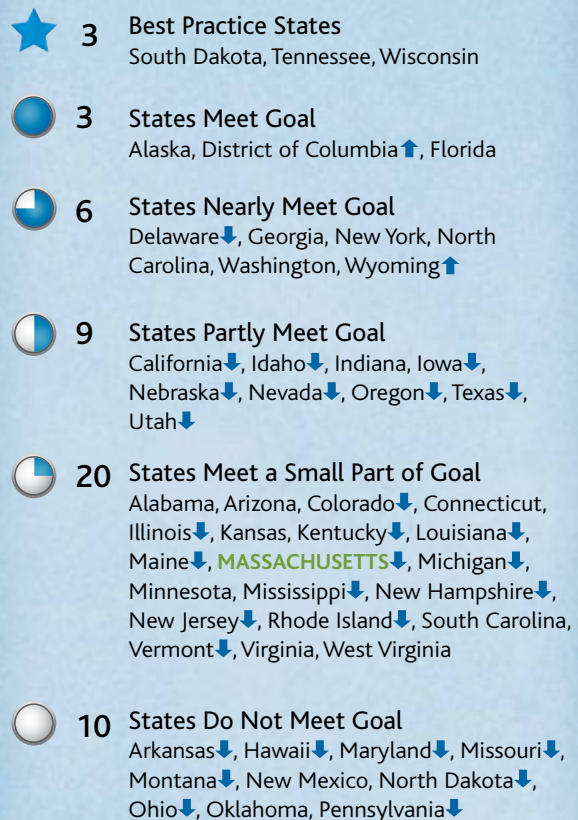 3 Best Practice States
South Dakota, Tennessee, Wisconsin
3 States Meet Goal
Alaska, District of Columbia⬆, Florida
6 States Nearly Meet Goal
Delaware⬇, Georgia, New York, North
Carolina, Washington, Wyoming⬆
9 States Partly Meet Goal
California⬇, Idaho⬇, Indiana, Iowa⬇,
Nebraska⬇, Nevada⬇, Oregon⬇, Texas⬇,
Utah⬇
20 States Meet a Small Part of Goal
Alabama, Arizona, Colorado⬇, Connecticut,
Illinois⬇, Kansas, Kentucky⬇, Louisiana⬇,
Maine⬇, MASSACHUSETTS⬇, Michigan⬇,
Minnesota, Mississippi⬇, New Hampshire⬇,
New Jersey⬇, Rhode Island⬇, South Carolina,
Vermont⬇, Virginia, West Virginia
10 States Do Not Meet Goal
Arkansas⬇, Hawaii⬇, Maryland⬇, Missouri⬇,
Montana⬇, New Mexico, North Dakota⬇,
Ohio⬇, Oklahoma, Pennsylvania⬇